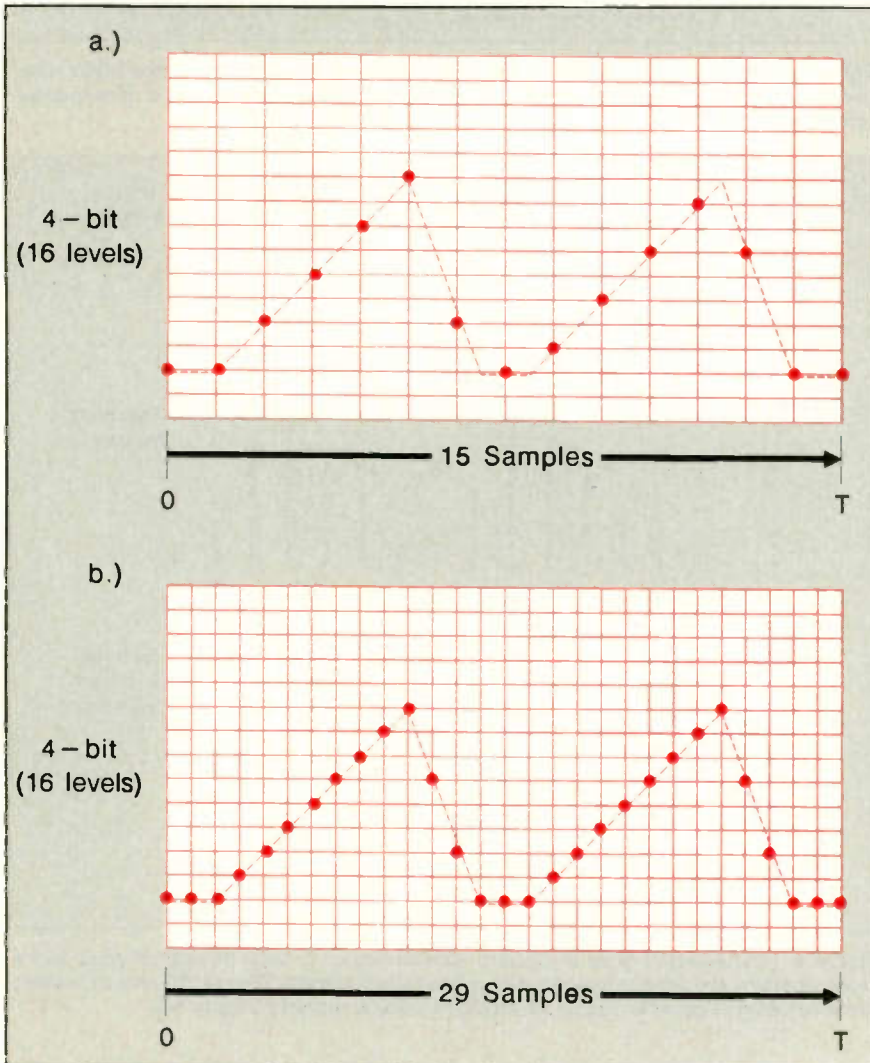 a.)
4-bit
(16 levels)
15 Samples
0
T
b.)
4-bit
(16 levels)
29 Samples
0
T